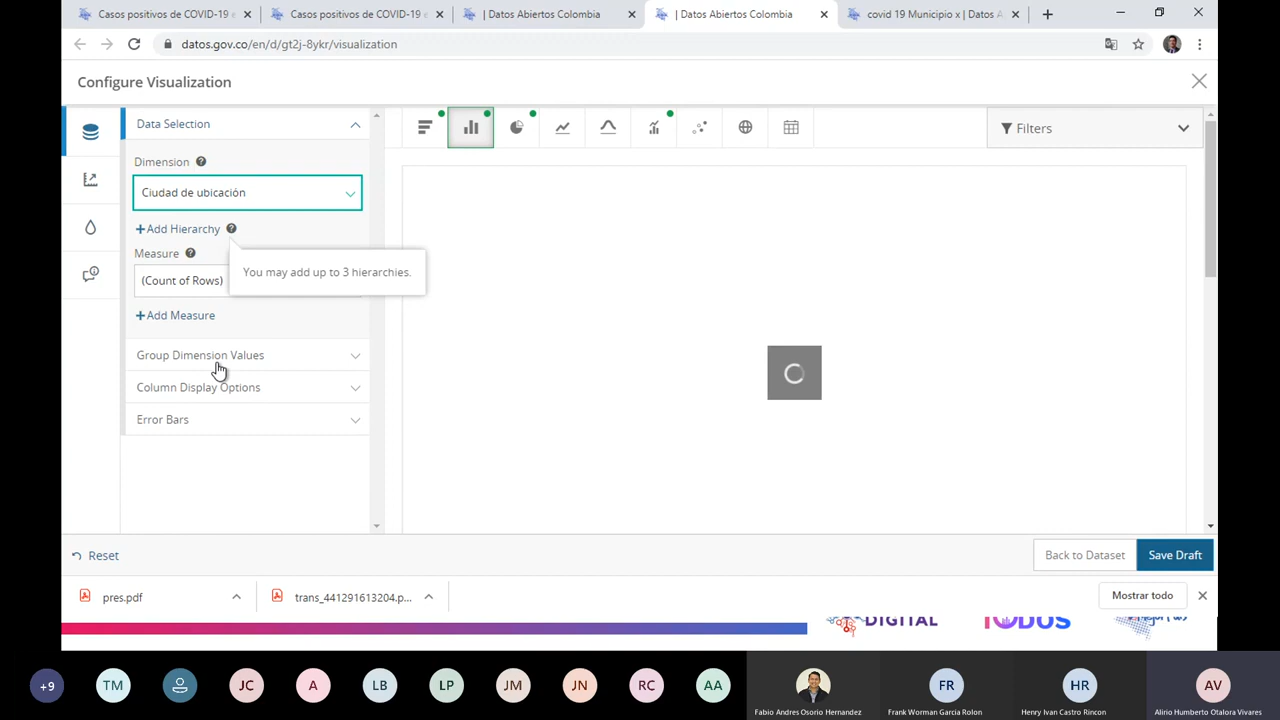 Casos positivos de COVID-19 e
Casos positivos de COVID-19 e
| Datos Abiertos Colombia
| Datos Abiertos Colombia
covid 19 Municipio x | Datos A
datos.gov.co/en/d/gt2j-8ykr/visualization
Configure Visualization
Data Selection
Filters
Dimension
Ciudad de ubicación
Add Hierarchy
Measure
You may add up to 3 hierarchies.
(Count of Rows)
Add Measure
Group Dimension Values
Column Display Options
Error Bars
Reset
Back to Dataset
Save Draft
pres.pdf
trans_441291613204.p...
Mostrar todo
DIGITAL
TODOS
+9
TM
JC
A
LB
LP
JM
JN
RC
AA
FR
HR
AV
Fabio Andres Osorio Hernandez
Frank Worman Garcia Rolon
Henry Ivan Castro Rincon
Alirio Humberto Otalora Vivares